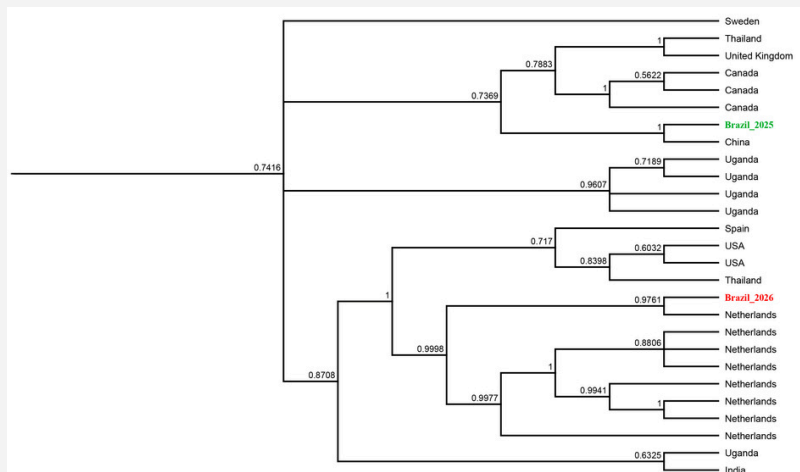 Sweden
Thailand
1
United Kingdom
0.7883
Canada
0.5622
Canada
1
0.7369
Canada
Brazil_2025
1
China
Uganda
0.7189
0.7416
Uganda
0.9607
Uganda
Uganda
Spain
0.717
USA
0.6032
USA
0.8398
Thailand
1
Brazil_2026
0.9761
Netherlands
Netherlands
0.8806
0.9998
Netherlands
Netherlands
1
0.8708
Netherlands
0.9941
0.9977
Netherlands
1
Netherlands
Netherlands
Uganda
0.6325
India